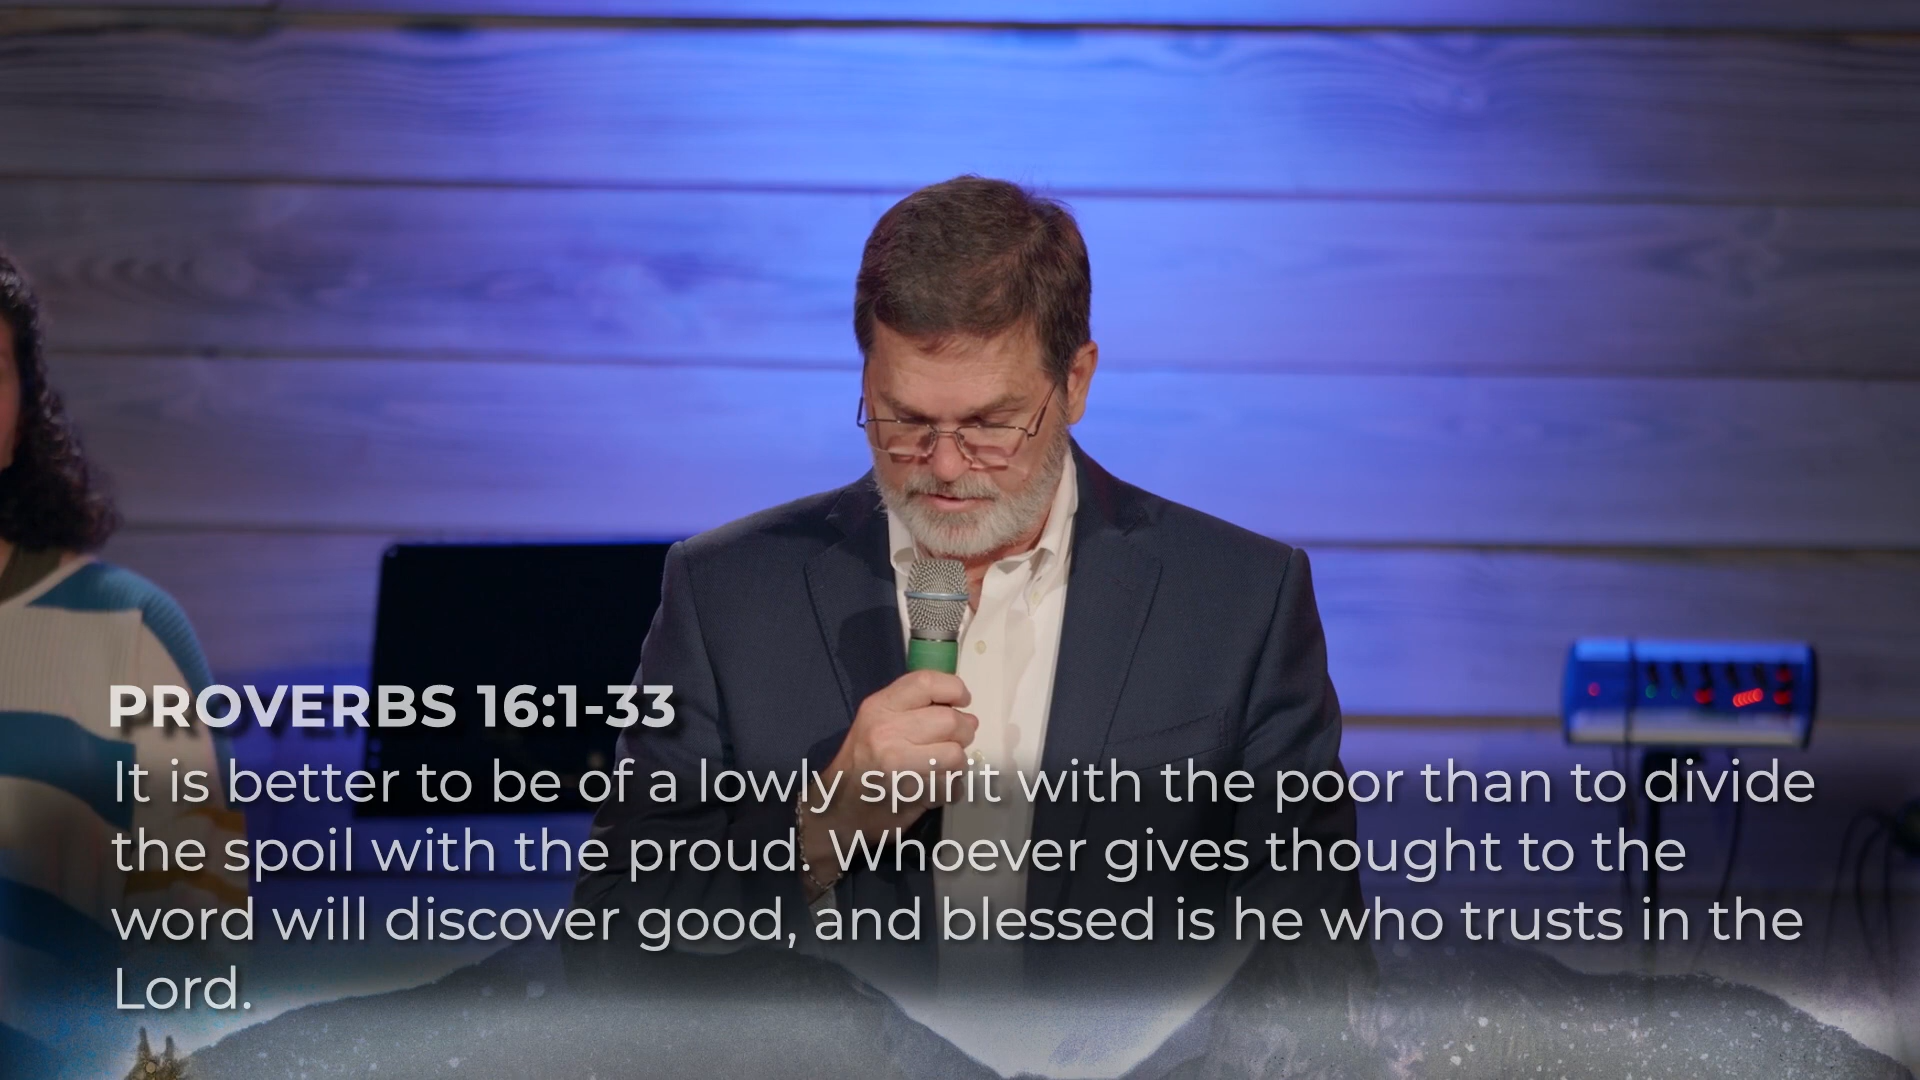 PROVERBS 16:1-33
It is better to be of a lowly spirit with the poor than to divide
the spoil with the proud. Whoever gives thought to the
word will discover good, and blessed is he who trusts in the
Lord.